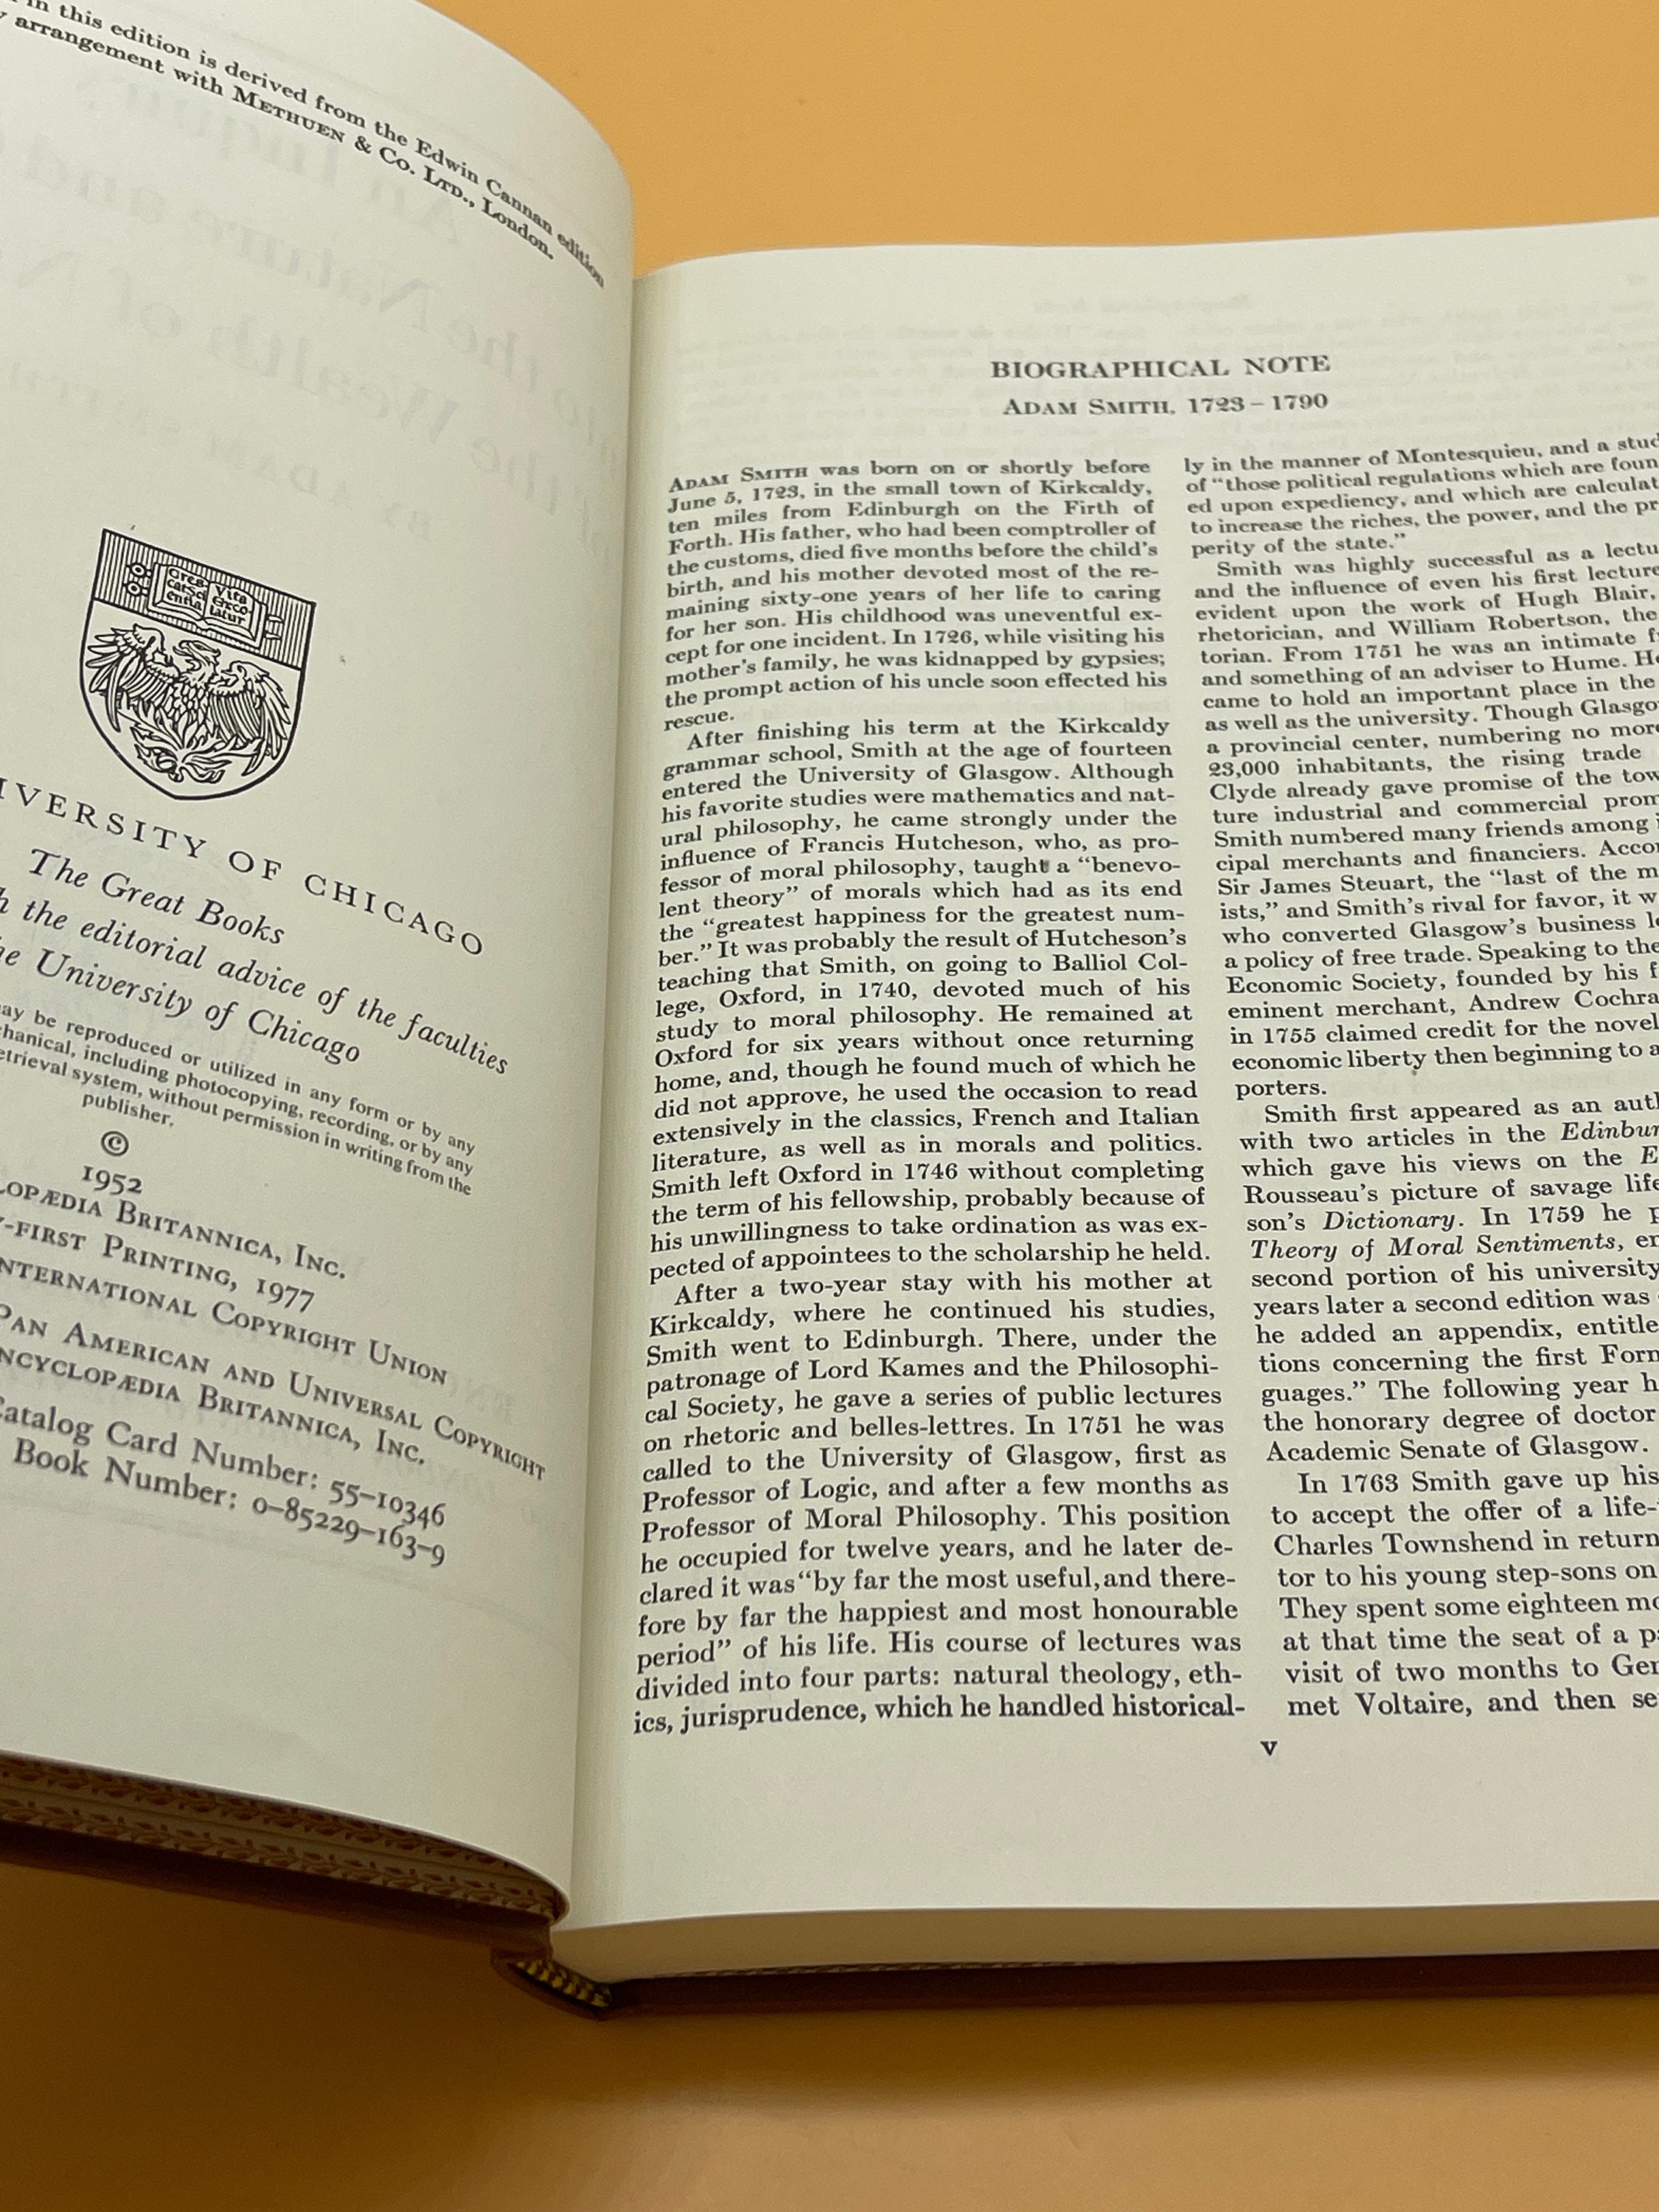 in this edition is derived from the Edwin Cannan edition
arrangement with METHUEN & Co. LTD., London.
Cres-
cat sci
entia
Vita
exco-
latur
OF CHICAGO
The Great Books
the editorial advice of the faculties
University of Chicago
may be reproduced or utilized in any form or by any
including photocopying, recording, or by any
system, without permission in writing from the
publisher.
©
1952
BRITANNICA, INC.
PRINTING, 1977
INTERNATIONAL COPYRIGHT UNION
PAN AMERICAN AND UNIVERSAL COPYRIGHT
ENCYCLOPÆDIA BRITANNICA, INC.
Catalog Card Number: 55-10346
Book Number: 0-85229-163-9
BIOGRAPHICAL NOTE
ADAM SMITH, 1723-1790
ADAM SMITH was born on or shortly before
June 5, 1723, in the small town of Kirkcaldy,
ten miles from Edinburgh on the Firth of
Forth. His father, who had been comptroller of
the customs, died five months before the child's
birth, and his mother devoted most of the re-
maining sixty-one years of her life to caring
for her son. His childhood was uneventful ex-
cept for one incident. In 1726, while visiting his
mother's family, he was kidnapped by gypsies;
the prompt action of his uncle soon effected his
rescue.
After finishing his term at the Kirkcaldy
grammar school, Smith at the age of fourteen
entered the University of Glasgow. Although
his favorite studies were mathematics and nat-
ural philosophy, he came strongly under the
influence of Francis Hutcheson, who, as pro-
fessor of moral philosophy, taught a "benevo-
lent theory" of morals which had as its end
the "greatest happiness for the greatest num-
ber." It was probably the result of Hutcheson's
teaching that Smith, on going to Balliol Col-
lege, Oxford, in 1740, devoted much of his
study to moral philosophy. He remained at
Oxford for six years without once returning
home, and, though he found much of which he
did not approve, he used the occasion to read
extensively in the classics, French and Italian
literature, as well as in morals and politics.
Smith left Oxford in 1746 without completing
the term of his fellowship, probably because of
his unwillingness to take ordination as was ex-
pected of appointees to the scholarship he held.
After a two-year stay with his mother at
Kirkcaldy, where he continued his studies,
Smith went to Edinburgh. There, under the
patronage of Lord Kames and the Philosophi-
cal Society, he gave a series of public lectures
on rhetoric and belles-lettres. In 1751 he was
called to the University of Glasgow, first as
Professor of Logic, and after a few months as
Professor of Moral Philosophy. This position
he occupied for twelve years, and he later de-
clared it was "by far the most useful, and there-
fore by far the happiest and most honourable
period" of his life. His course of lectures was
divided into four parts: natural theology, eth-
ics, jurisprudence, which he handled historical-
ly in the manner of Montesquieu, and a
of "those political regulations which are foun
ed upon expediency, and which are calculat
to increase the riches, the power, and the
perity of the state."
Smith was highly successful as a
and the influence of even his first lecture
evident upon the work of Hugh Blair,
rhetorician, and William Robertson, the
torian. From 1751 he was an intimate
and something of an adviser to Hume.
came to hold an important place in the
as well as the university. Though
a provincial center, numbering no more
23,000 inhabitants, the rising trade
Clyde already gave promise of the
ture industrial and commercial
Smith numbered many friends among
cipal merchants and financiers.
Sir James Steuart, the "last of the
ists," and Smith's rival for favor, it
who converted Glasgow's business
a policy of free trade. Speaking to the
Economic Society, founded by his
eminent merchant, Andrew
in 1755 claimed credit for the
economic liberty then beginning to
porters.
Smith first appeared as an
with two articles in the
which gave his views on the
Rousseau's picture of savage life
son's Dictionary. In 1759 he
Theory of Moral Sentiments,
second portion of his university
years later a second edition was
he added an appendix,
tions concerning the first
guages." The following year
the honorary degree of doctor
Academic Senate of Glasgow.
In 1763 Smith gave up his
to accept the offer of a life-
Charles Townshend in return
tor to his young step-sons on
They spent some eighteen
at that time the seat of a
visit of two months to
met Voltaire, and then
v